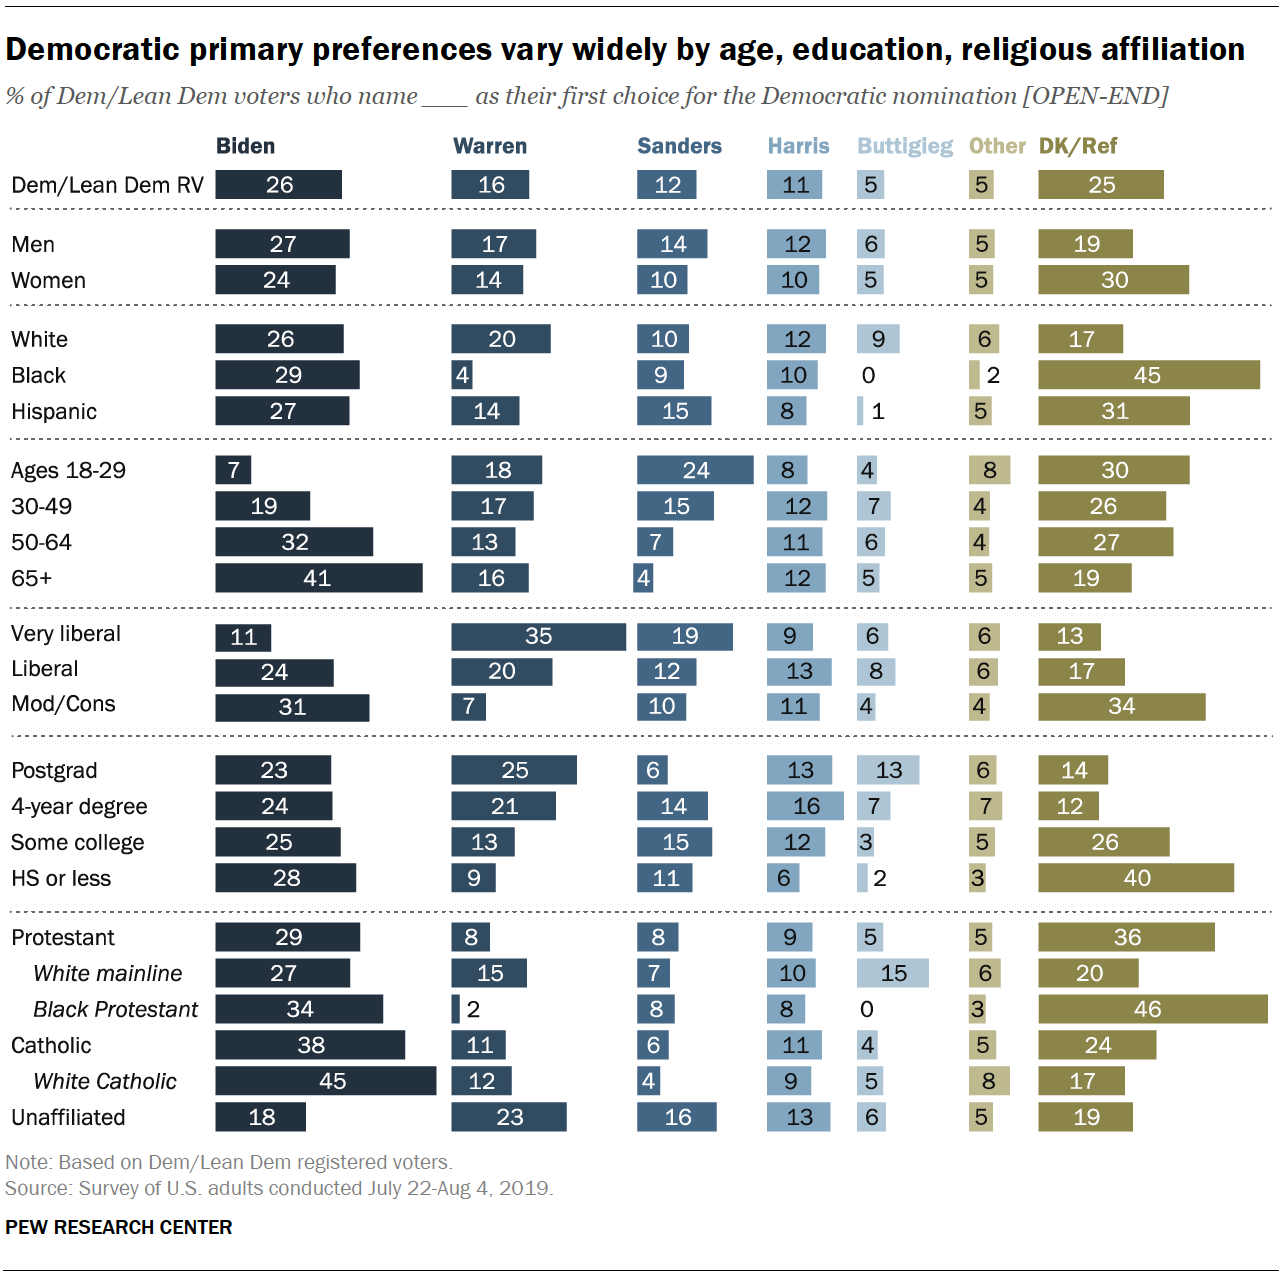 Democratic primary preferences vary widely by age, education, religious affiliation
% of Dem/Lean Dem voters who name ___ as their first choice for the Democratic nomination [OPEN-END]
Biden Warren Sanders Harris Buttigieg Other DK/Ref
Dem/Lean Dem RV 26 16 12 11 5 5 25
Men 27 17 14 12 6 5 19
Women 24 14 10 10 5 5 30
White 26 20 10 12 9 6 17
Black 29 4 9 10 0 2 45
Hispanic 27 14 15 8 1 5 31
Ages 18-29 7 18 24 8 4 8 30
30-49 19 17 15 12 7 4 26
50-64 32 13 7 11 6 4 27
65+ 41 16 4 12 5 5 19
Very liberal 11 35 19 9 6 6 13
Liberal 24 20 12 13 8 6 17
Mod/Cons 31 7 10 11 4 4 34
Postgrad 23 25 6 13 13 6 14
4-year degree 24 21 14 16 7 7 12
Some college 25 13 15 12 3 5 26
HS or less 28 9 11 6 2 3 40
Protestant 29 8 8 9 5 5 36
White mainline 27 15 7 10 15 6 20
Black Protestant 34 2 8 8 0 3 46
Catholic 38 11 6 11 4 5 24
White Catholic 45 12 4 9 5 8 17
Unaffiliated 18 23 16 13 6 5 19
Note: Based on Dem/Lean Dem registered voters.
Source: Survey of U.S. adults conducted July 22-Aug 4, 2019.
PEW RESEARCH CENTER